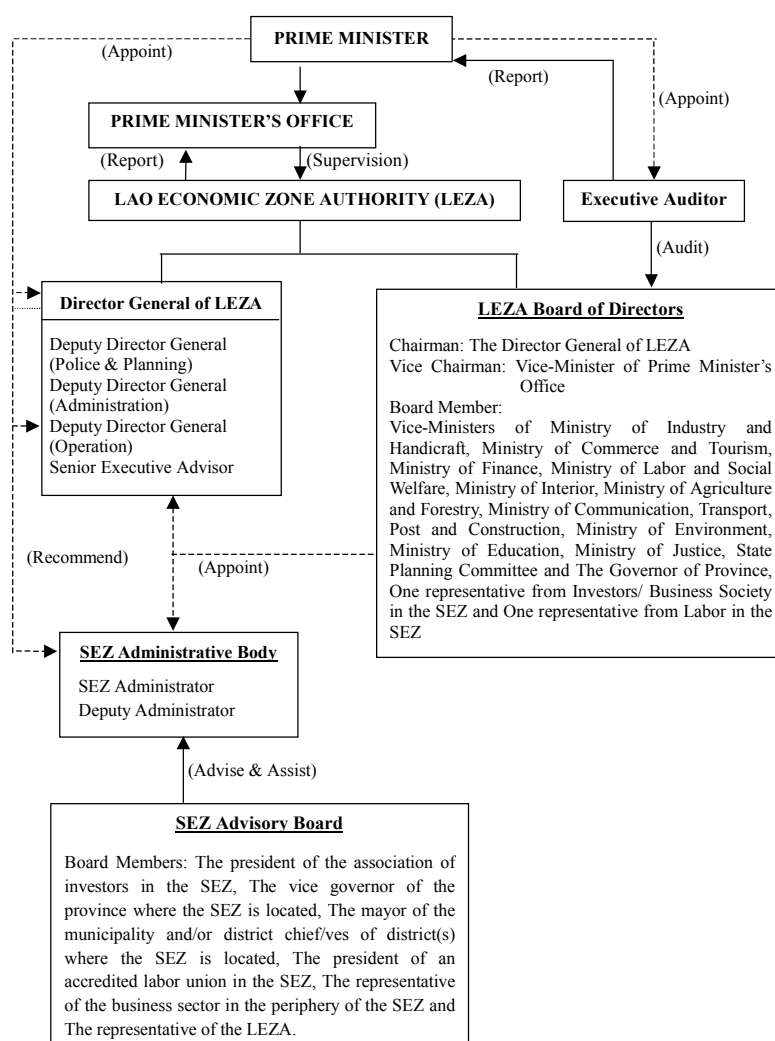 PRIME MINISTER
(Appoint)
(Report)
(Appoint)
PRIME MINISTER'S OFFICE
(Report)
(Supervision)
LAO ECONOMIC ZONE AUTHORITY (LEZA)
Executive Auditor
(Audit)
Director General of LEZA
Deputy Director General
(Police & Planning)
Deputy Director General
(Administration)
Deputy Director General
(Operation)
Senior Executive Advisor
LEZA Board of Directors
Chairman: The Director General of LEZA
Vice Chairman: Vice-Minister of Prime Minister's
Office
Board Member:
Vice-Ministers of Ministry of Industry and
Handicraft, Ministry of Commerce and Tourism,
Ministry of Finance, Ministry of Labor and Social
Welfare, Ministry of Interior, Ministry of Agriculture
and Forestry, Ministry of Communication, Transport,
Post and Construction, Ministry of Environment,
Ministry of Education, Ministry of Justice, State
Planning Committee and The Governor of Province,
One representative from Investors/ Business Society
in the SEZ and One representative from Labor in the
SEZ
(Recommend)
(Appoint)
SEZ Administrative Body
SEZ Administrator
Deputy Administrator
(Advise & Assist)
SEZ Advisory Board
Board Members: The president of the association of
investors in the SEZ, The vice governor of the
province where the SEZ is located, The mayor of the
municipality and/or district chief/ves of district(s)
where the SEZ is located, The president of an
accredited labor union in the SEZ, The representative
of the business sector in the periphery of the SEZ and
The representative of the LEZA.